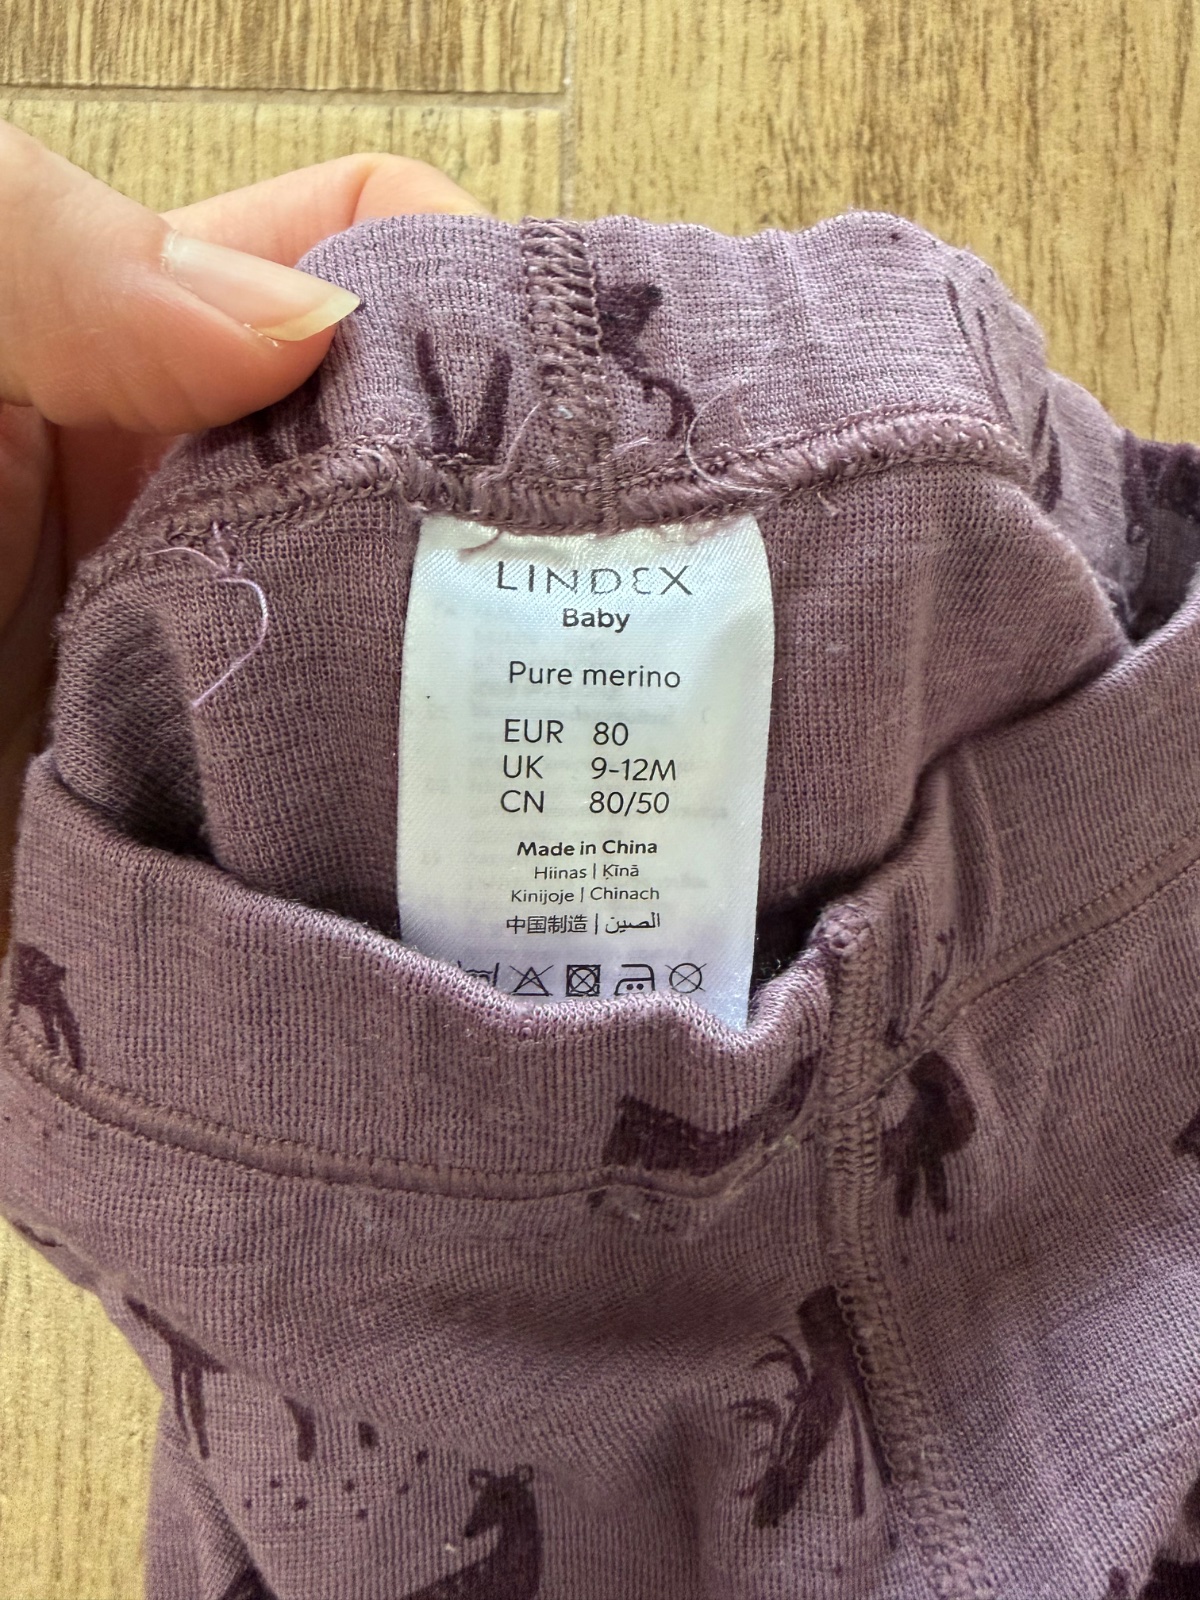 LINDEX
Baby
Pure merino
EUR 80
UK 9-12M
CN 80/50
Made in China
Hiinas | Ķīnā
Kinijoje | Chinach
中国制造 | الصين